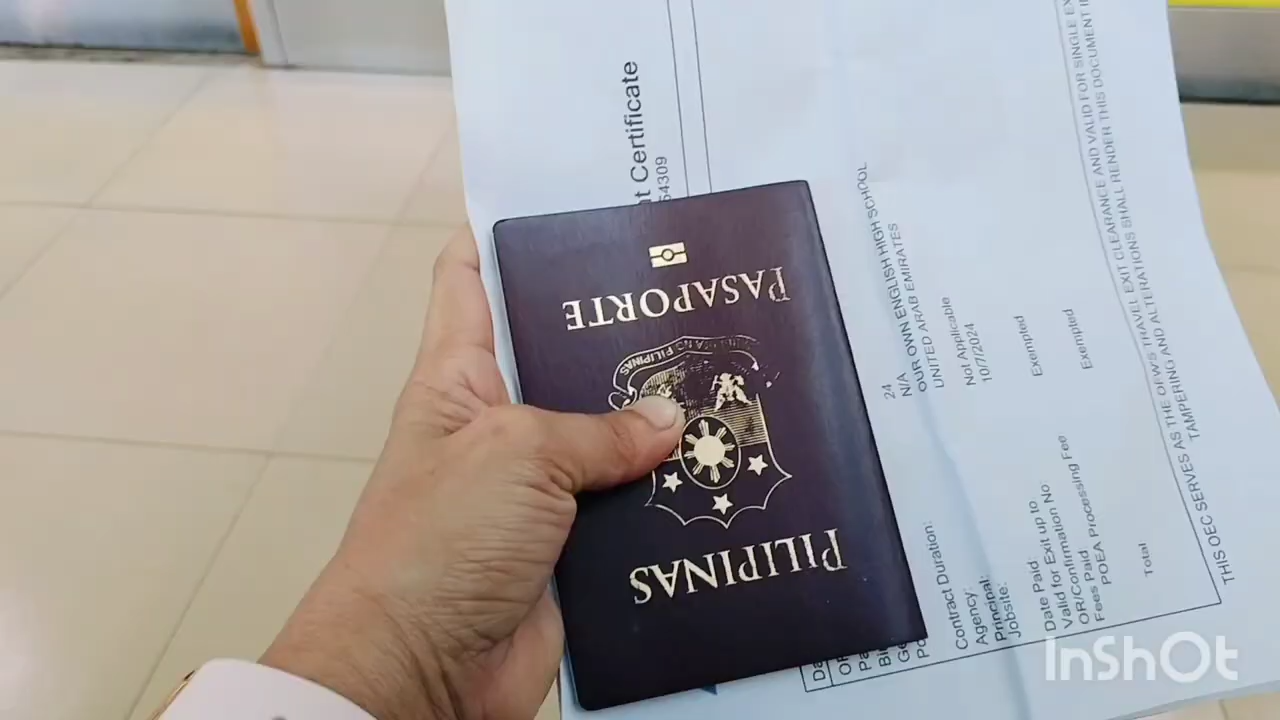 PILIPINAS
PILIPINAS
PASAPORTE
Certificate
54309
Contract Duration: 24
Agency: N/A
Principal: OUR OWN ENGLISH HIGH SCHOOL
Jobsite: UNITED ARAB EMIRATES
Date Paid: Not Applicable
Valid for Exit up to 10/7/2024
OR/Confirmation No
Fees Paid Exempted
POEA Processing Fee
Total Exempted
THIS OEC SERVES AS THE OFW'S TRAVEL EXIT CLEARANCE AND VALID FOR SINGLE
TAMPERING AND ALTERATIONS SHALL RENDER THIS DOCUMENT
InShOt